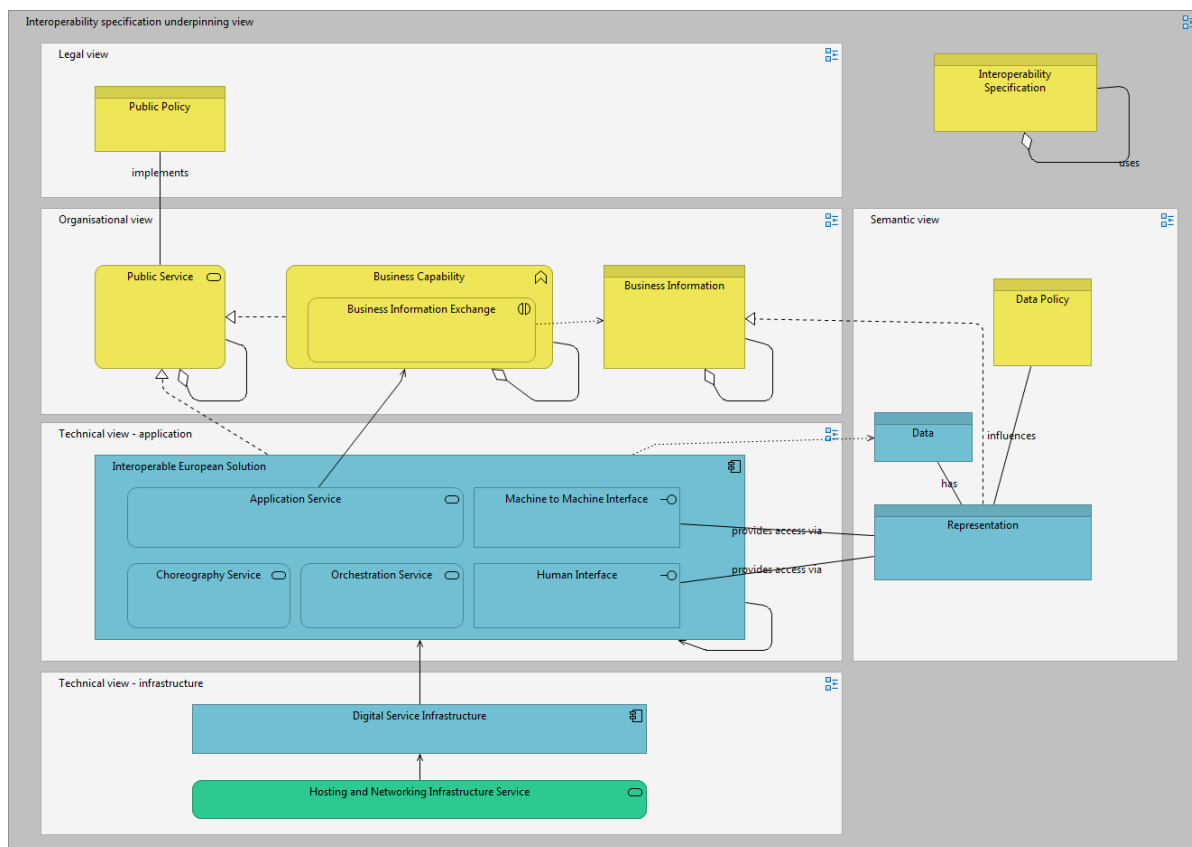 Interoperability specification underpinning view
Legal view
Public Policy
implements
Interoperability
Specification
uses
Organisational view
Public Service
Business Capability
Business Information Exchange
Business Information
Semantic view
Data Policy
Data
influences
has
Representation
Technical view - application
Interoperable European Solution
Application Service
Machine to Machine Interface
provides access via
Choreography Service
Orchestration Service
Human Interface
provides access via
Technical view - infrastructure
Digital Service Infrastructure
Hosting and Networking Infrastructure Service